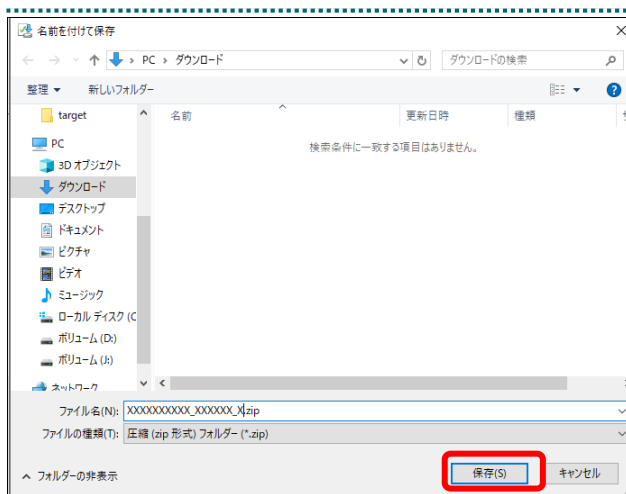 名前を付けて保存
PC › ダウンロード
ダウンロードの検索
整理 新しいフォルダー
名前 更新日時 種類
検索条件に一致する項目はありません。
target
PC
3D オブジェクト
ダウンロード
デスクトップ
ドキュメント
ピクチャ
ビデオ
ミュージック
ローカル ディスク (C
ボリューム (D:)
ボリューム (J:)
ネットワーク
ファイル名(N): XXXXXXXXXX_XXXXXX_X.zip
ファイルの種類(T): 圧縮 (zip 形式) フォルダー (*.zip)
フォルダーの非表示
保存(S) キャンセル